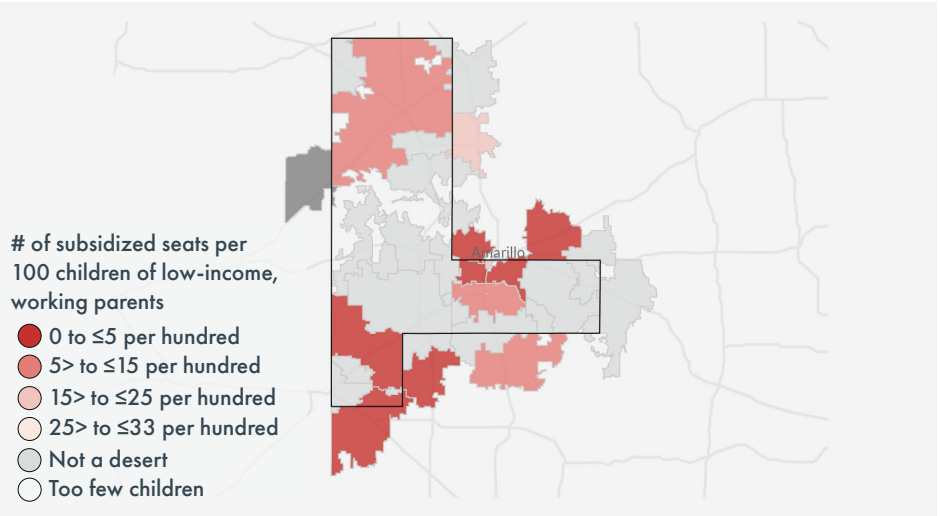 Amarillo
# of subsidized seats per
100 children of low-income,
working parents
0 to ≤5 per hundred
5> to ≤15 per hundred
15> to ≤25 per hundred
25> to ≤33 per hundred
Not a desert
Too few children